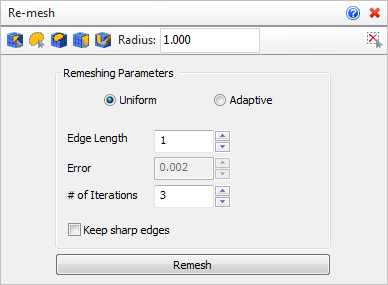 Re-mesh
Radius: 1.000
Remeshing Parameters
Uniform Adaptive
Edge Length 1
Error 0.002
# of Iterations 3
Keep sharp edges
Remesh